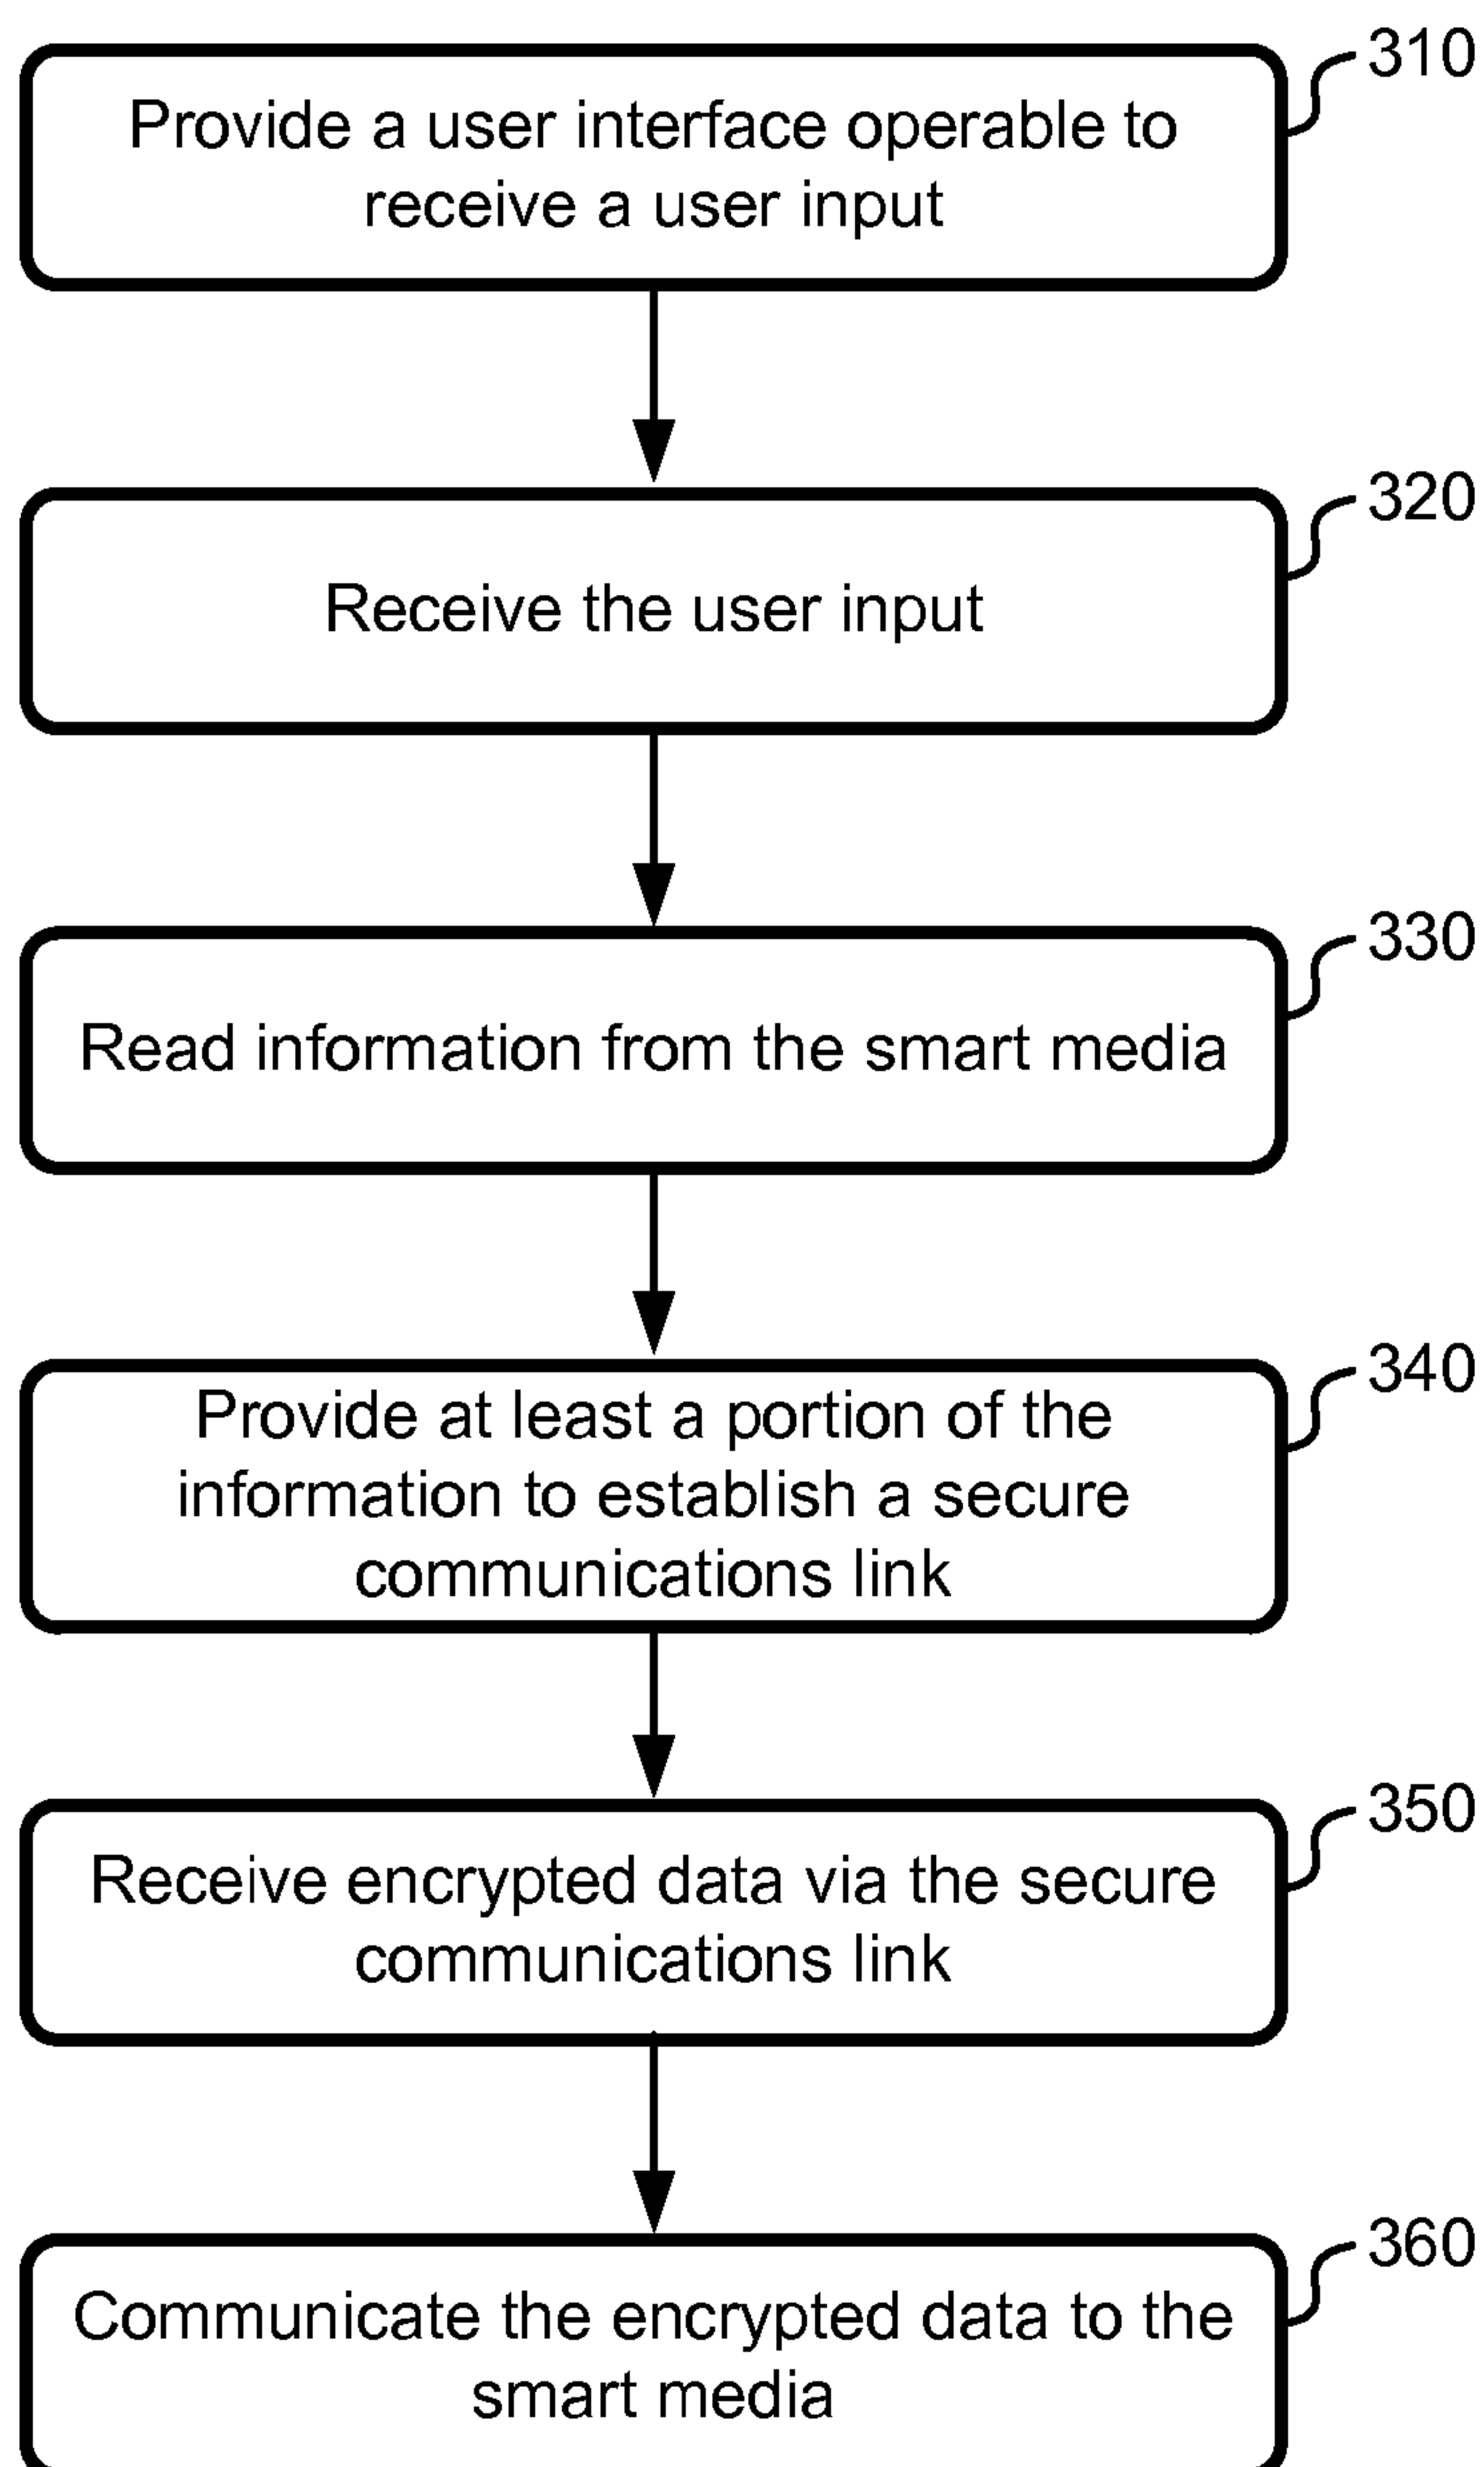 310
Provide a user interface operable to
receive a user input
320
Receive the user input
330
Read information from the smart media
340
Provide at least a portion of the
information to establish a secure
communications link
350
Receive encrypted data via the secure
communications link
360
Communicate the encrypted data to the
smart media